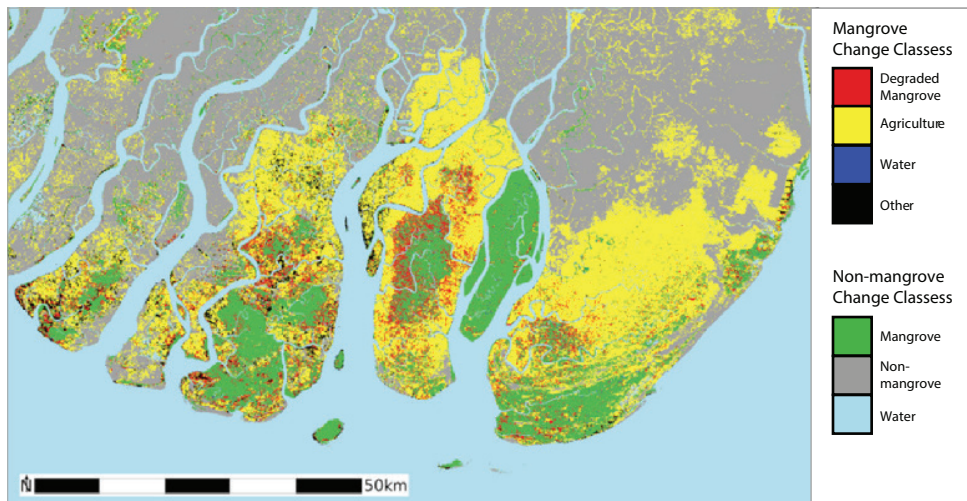 Mangrove
Change Classess
Degraded
Mangrove
Agriculture
Water
Other
Non-mangrove
Change Classess
Mangrove
Non-
mangrove
Water
N
50km